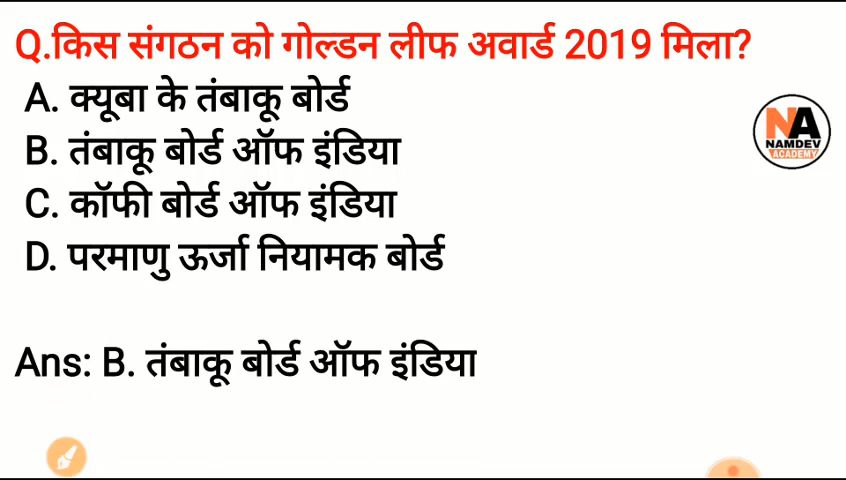 Q.किस संगठन को गोल्डन लीफ अवार्ड 2019 मिला?
A. क्यूबा के तंबाकू बोर्ड
B. तंबाकू बोर्ड ऑफ इंडिया
C. कॉफी बोर्ड ऑफ इंडिया
D. परमाणु ऊर्जा नियामक बोर्ड
NA
NAMDEV
ACADEMY
Ans: B. तंबाकू बोर्ड ऑफ इंडिया